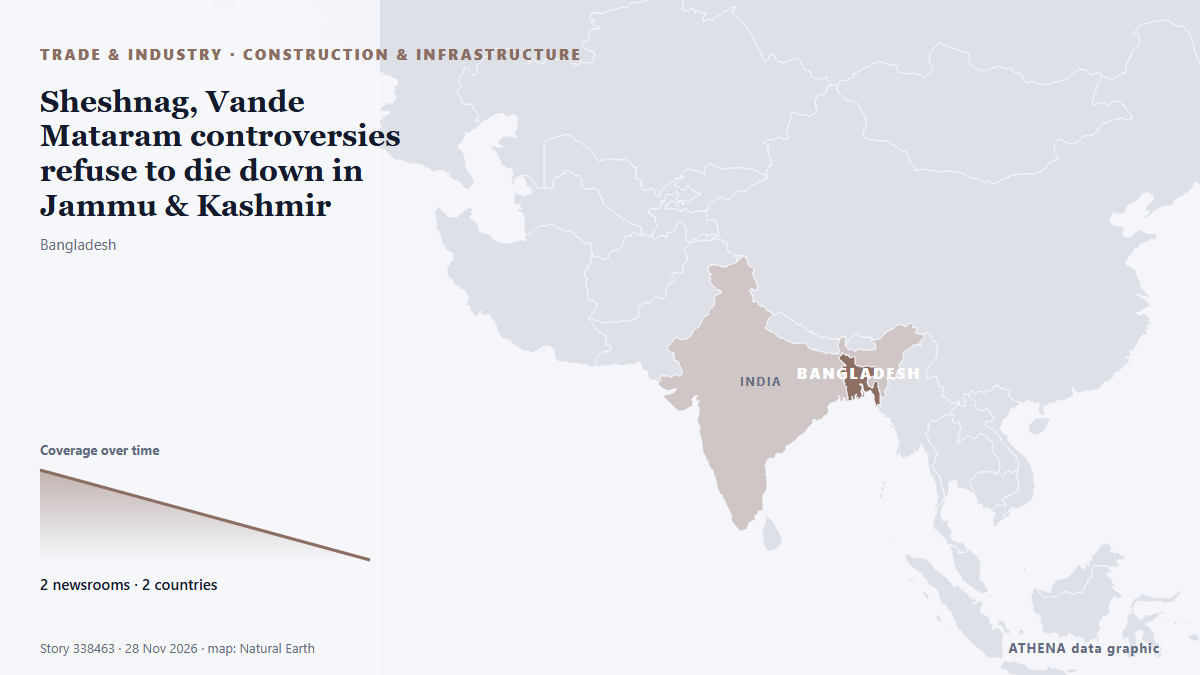 TRADE & INDUSTRY · CONSTRUCTION & INFRASTRUCTURE
Sheshnag, Vande
Mataram controversies
refuse to die down in
Jammu & Kashmir
Bangladesh
INDIA
BANGLADESH
Coverage over time
2 newsrooms · 2 countries
Story 338463 · 28 Nov 2026 · map: Natural Earth
ATHENA data graphic